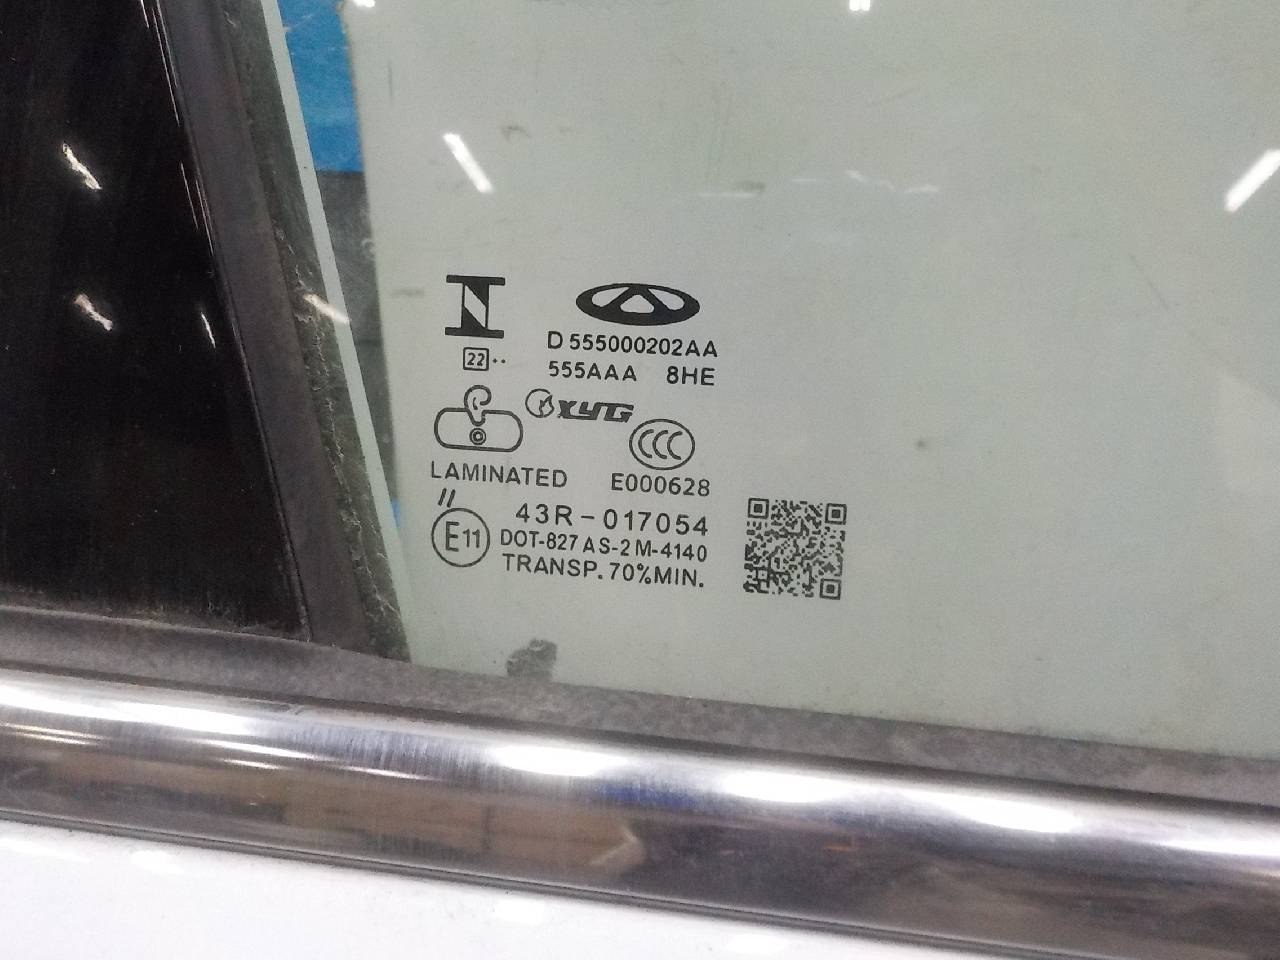 N
D 555000202AA
22..
555AAA 8HE
XYG
CCC
LAMINATED E000628
//
43R-017054
E11
DOT-827 AS-2 M-4140
TRANSP. 70%MIN.